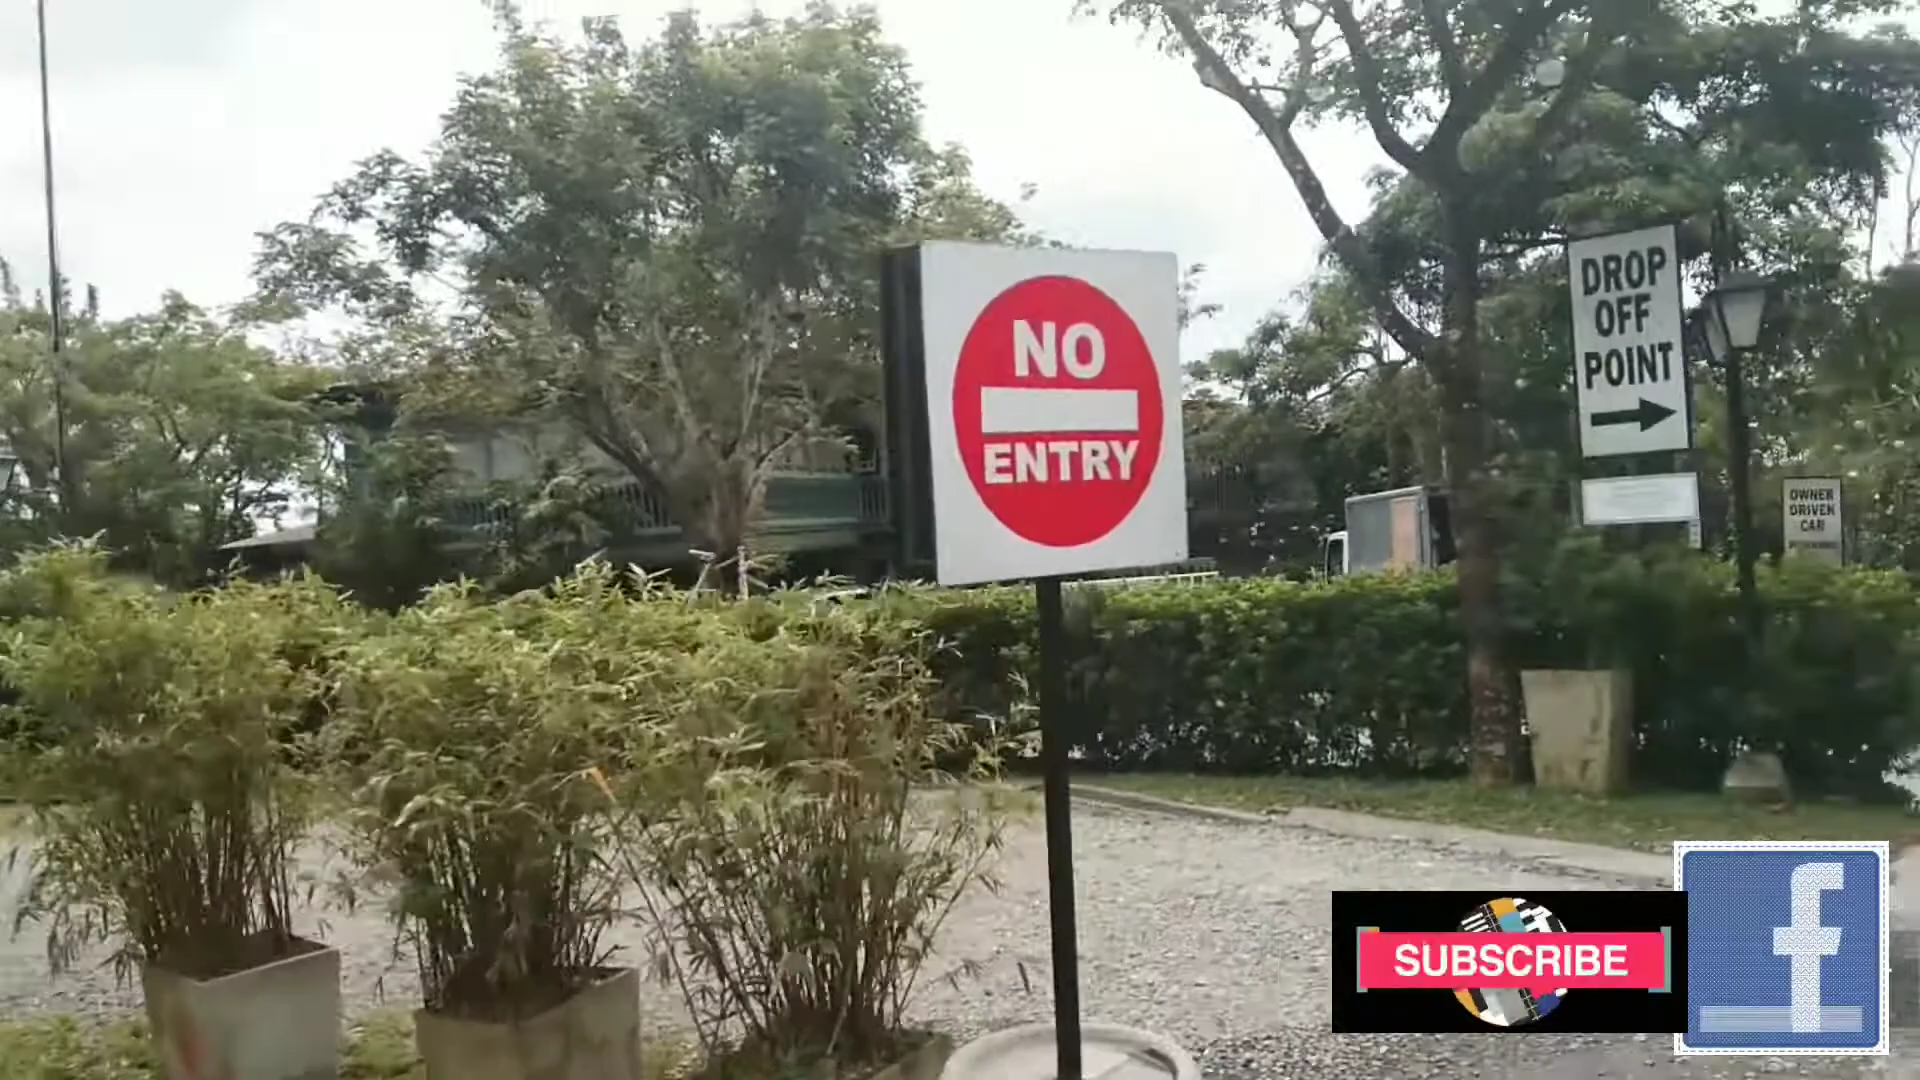 NO
ENTRY
DROP
OFF
POINT
OWNER
DRIVEN
CAR
SUBSCRIBE
f